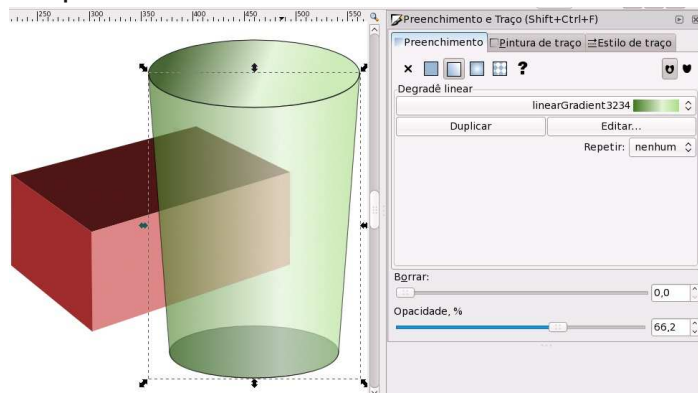 250 300 350 400 450 500 550
Preenchimento e Traço (Shift+Ctrl+F)
Preenchimento Pintura de traço Estilo de traço
?
Degradê linear
linearGradient3234
Duplicar Editar...
Repetir: nenhum
Borrar:
0,0
Opacidade, %
66,2